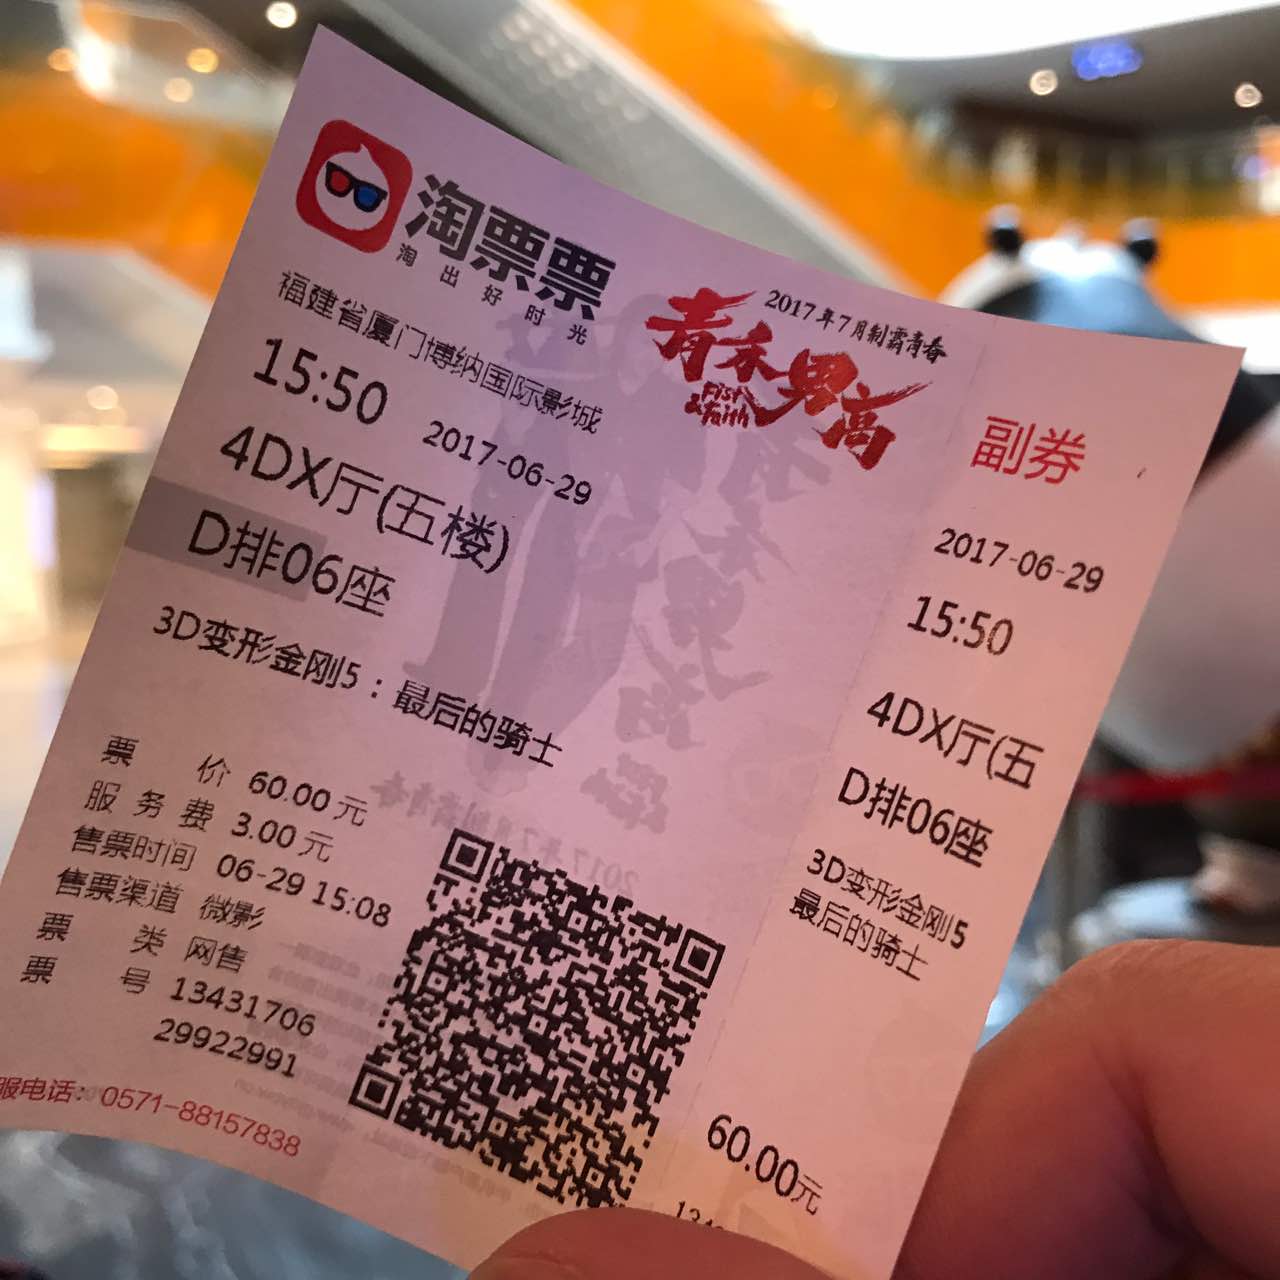 淘票票
淘出好时光
福建省厦门博纳国际影城
15:50 2017-06-29
4DX厅(五楼)
D排06座
3D变形金刚5：最后的骑士
票 价 60.00 元
服 务 费 3.00 元
售票时间 06-29 15:08
售票渠道 微影
票 类 网售
票 号 13431706
29922991
服电话: 0571-88157838
2017年7月制霸青春
青禾男高
Fist
&Faith
副券
2017-06-29
15:50
4DX厅(五
D排06座
3D变形金刚5
最后的骑士
60.00元